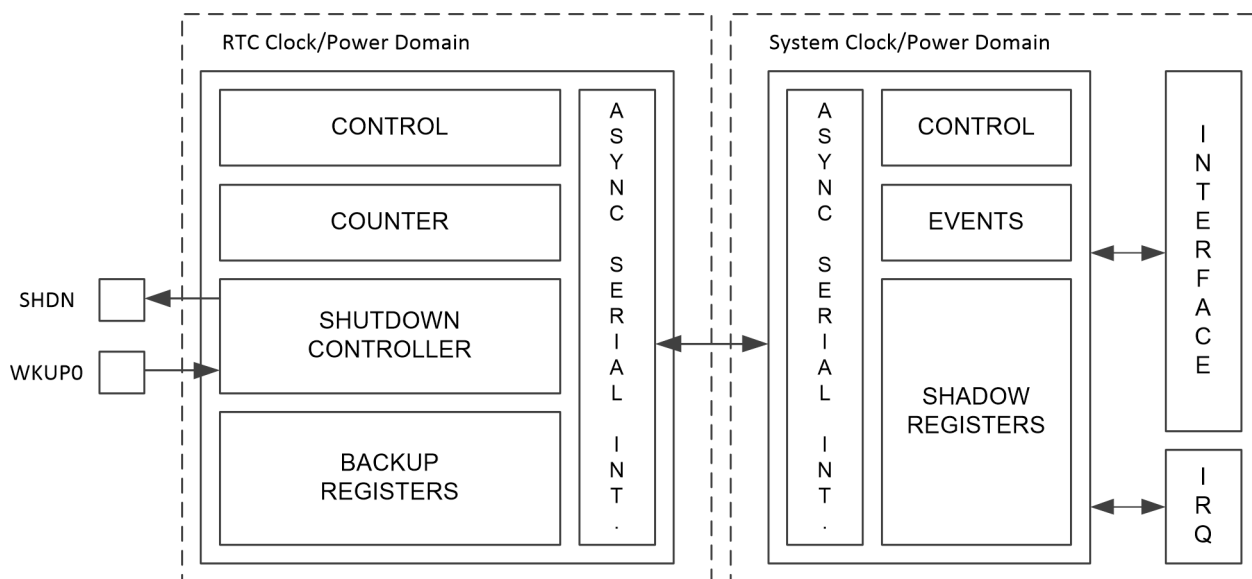 RTC Clock/Power Domain
CONTROL
COUNTER
SHUTDOWN
CONTROLLER
BACKUP
REGISTERS
ASYNC SERIAL INT.
SHDN
WKUP0
System Clock/Power Domain
ASYNC SERIAL INT.
CONTROL
EVENTS
SHADOW
REGISTERS
INTERFACE
IRQ